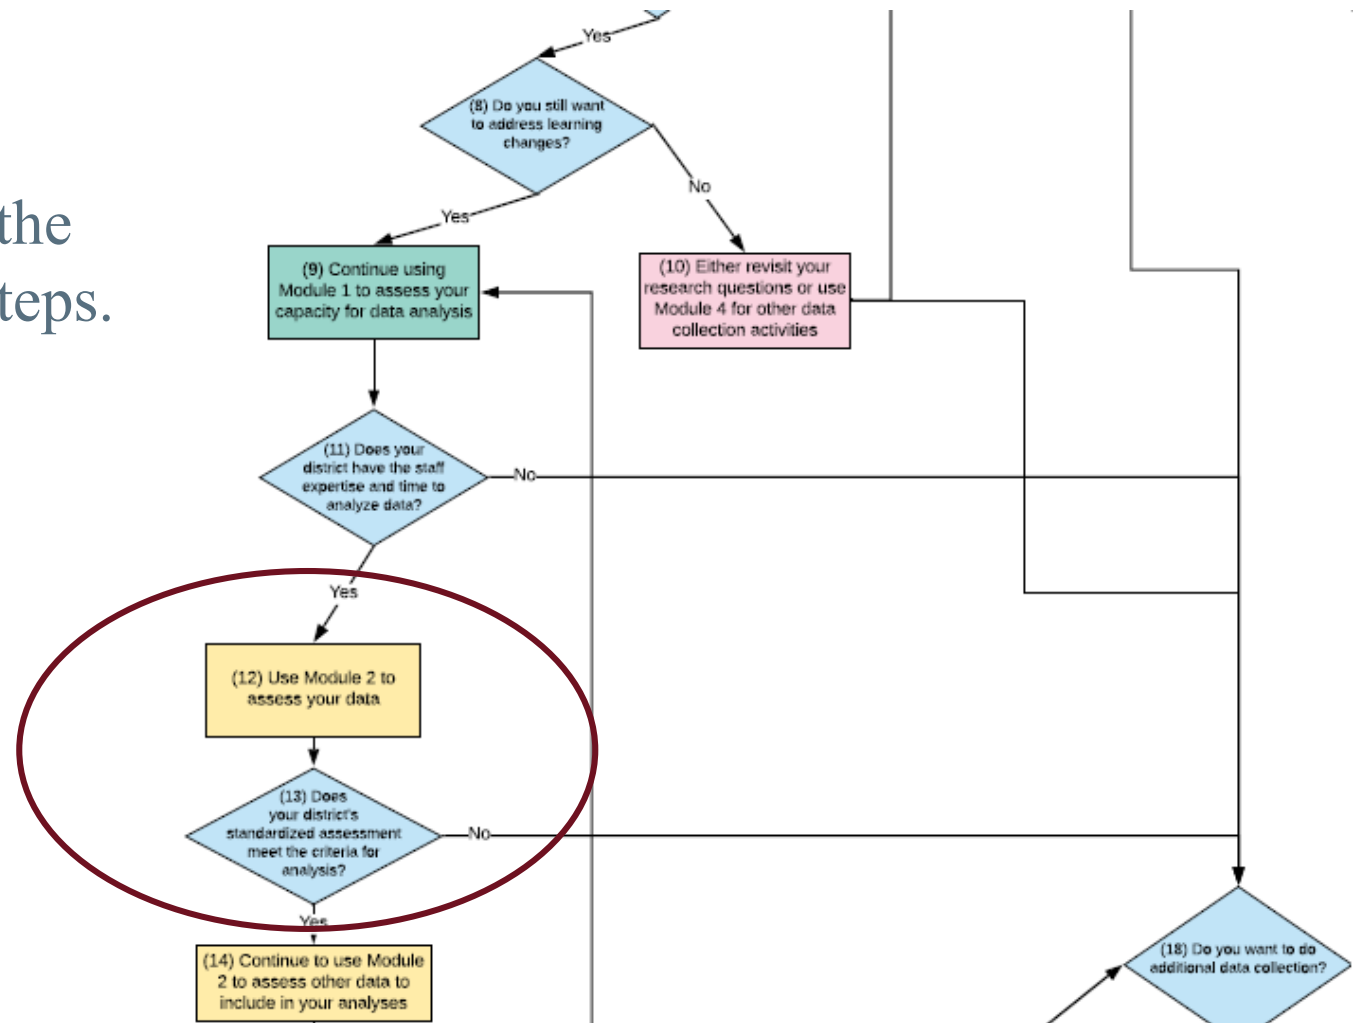 Yes
(8) Do you still want
to address learning
changes?
No
Yes
the
teps.
(9) Continue using
Module 1 to assess your
capacity for data analysis
(10) Either revisit your
research questions or use
Module 4 for other data
collection activities
(11) Does your
district have the staff
expertise and time to
analyze data?
No
Yes
(12) Use Module 2 to
assess your data
(13) Does
your district's
standardized assessment
meet the criteria for
analysis?
No
Yes
(14) Continue to use Module
2 to assess other data to
include in your analyses
(18) Do you want to do
additional data collection?